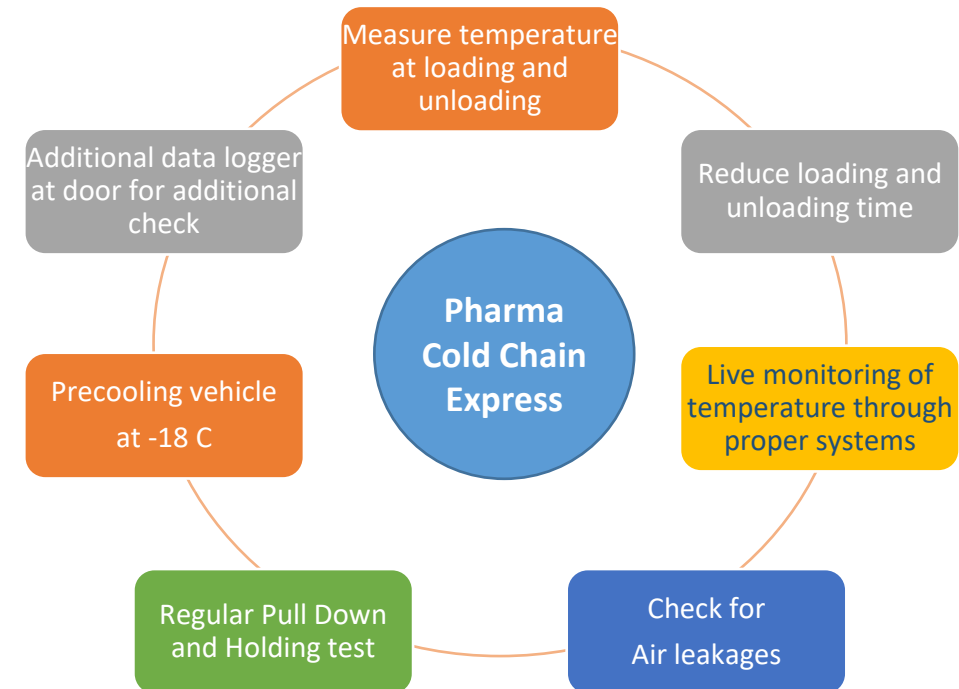 Measure temperature
at loading and
unloading
Reduce loading and
unloading time
Live monitoring of
temperature through
proper systems
Check for
Air leakages
Regular Pull Down
and Holding test
Precooling vehicle
at -18 C
Additional data logger
at door for additional
check
Pharma
Cold Chain
Express